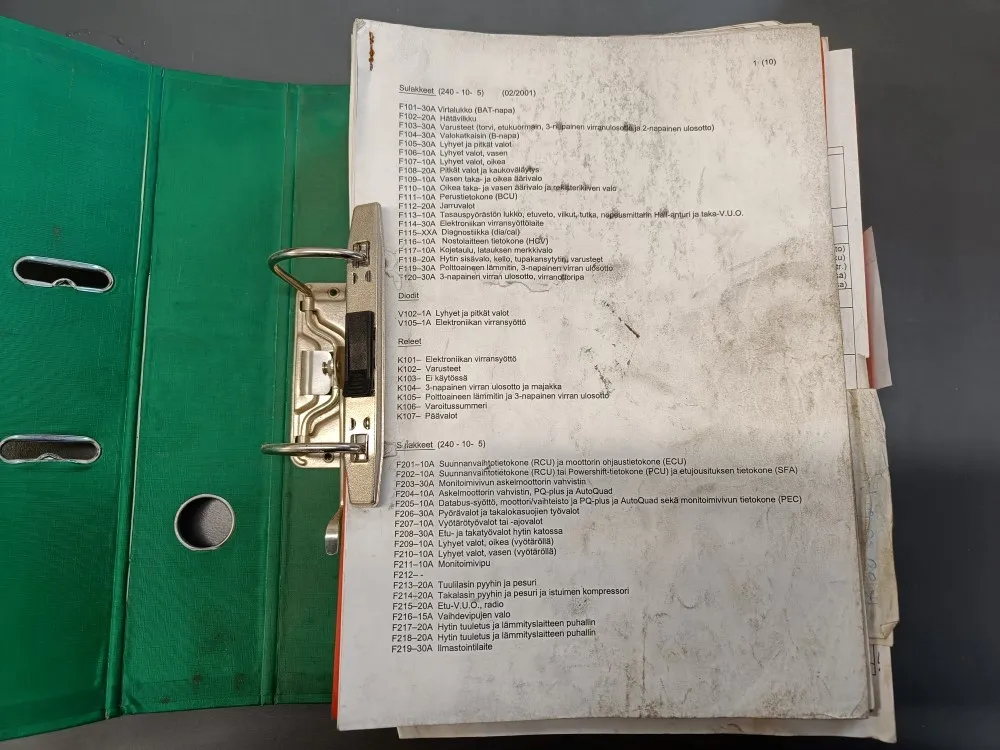 1 (10)
Sulakkeet (240 - 10- 5) (02/2001)
F101–30A Virtalukko (BAT-napa)
F102–20A Hätävilkku
F103–30A Varusteet (torvi, etukuormain, 3-napainen virranulosotto ja 2-napainen ulosotto)
F104–30A Valokatkaisin (B-napa)
F105–30A Lyhyet ja pitkät valot
F106–10A Lyhyet valot, vasen
F107–10A Lyhyet valot, oikea
F108–20A Pitkät valot ja kaukoväläytys
F109–10A Vasen taka- ja oikea äärivalo
F110–10A Oikea taka- ja vasen äärivalo ja rekisterikilven valo
F111–10A Perustietokone (BCU)
F112–20A Jarruvalot
F113–10A Tasauspyörästön lukko, etuveto, vilkut, tutka, nopeusmittarin Hall-anturi ja taka-V.U.O.
F114–30A Elektroniikan virransyöttölaite
F115–XXA Diagnostiikka (dia/cal)
F116–10A Nostolaitteen tietokone (HCV)
F117–10A Kojetaulu, latauksen merkkivalo
F118–20A Hytin sisävalo, kello, tupakansytytin, varusteet
F119–30A Polttoaineen lämmitin, 3-napainen virran ulosotto
F120–30A 3-napainen virran ulosotto, virranottoripa
Diodit
V102–1A Lyhyet ja pitkät valot
V105–1A Elektroniikan virransyöttö
Releet
K101– Elektroniikan virransyöttö
K102– Varusteet
K103– Ei käytössä
K104– 3-napainen virran ulosotto ja majakka
K105– Polttoaineen lämmitin ja 3-napainen virran ulosotto
K106– Varoitussummeri
K107– Päävalot
Sulakkeet (240 - 10- 5)
F201–10A Suunnanvaihtotietokone (RCU) ja moottorin ohjaustietokone (ECU)
F202–10A Suunnanvaihtotietokone (RCU) tai Powershift-tietokone (PCU) ja etujousituksen tietokone (SFA)
F203–30A Monitoimivivun askelmoottorin vahvistin
F204–10A Askelmoottorin vahvistin, PQ-plus ja AutoQuad
F205–10A Databus-syöttö, moottori/vaihteisto ja PQ-plus ja AutoQuad sekä monitoimivivun tietokone (PEC)
F206–30A Pyörävalot ja takalokasuojien työvalot
F207–10A Vyötärötyövalot tai -ajovalot
F208–30A Etu- ja takatyövalot hytin katossa
F209–10A Lyhyet valot, oikea (vyötäröllä)
F210–10A Lyhyet valot, vasen (vyötäröllä)
F211–10A Monitoimivipu
F212– -
F213–20A Tuulilasin pyyhin ja pesuri
F214–20A Takalasin pyyhin ja pesuri ja istuimen kompressori
F215–20A Etu-V.U.O., radio
F216–15A Vaihdevipujen valo
F217–20A Hytin tuuletus ja lämmityslaitteen puhallin
F218–20A Hytin tuuletus ja lämmityslaitteen puhallin
F219–30A Ilmastointilaite